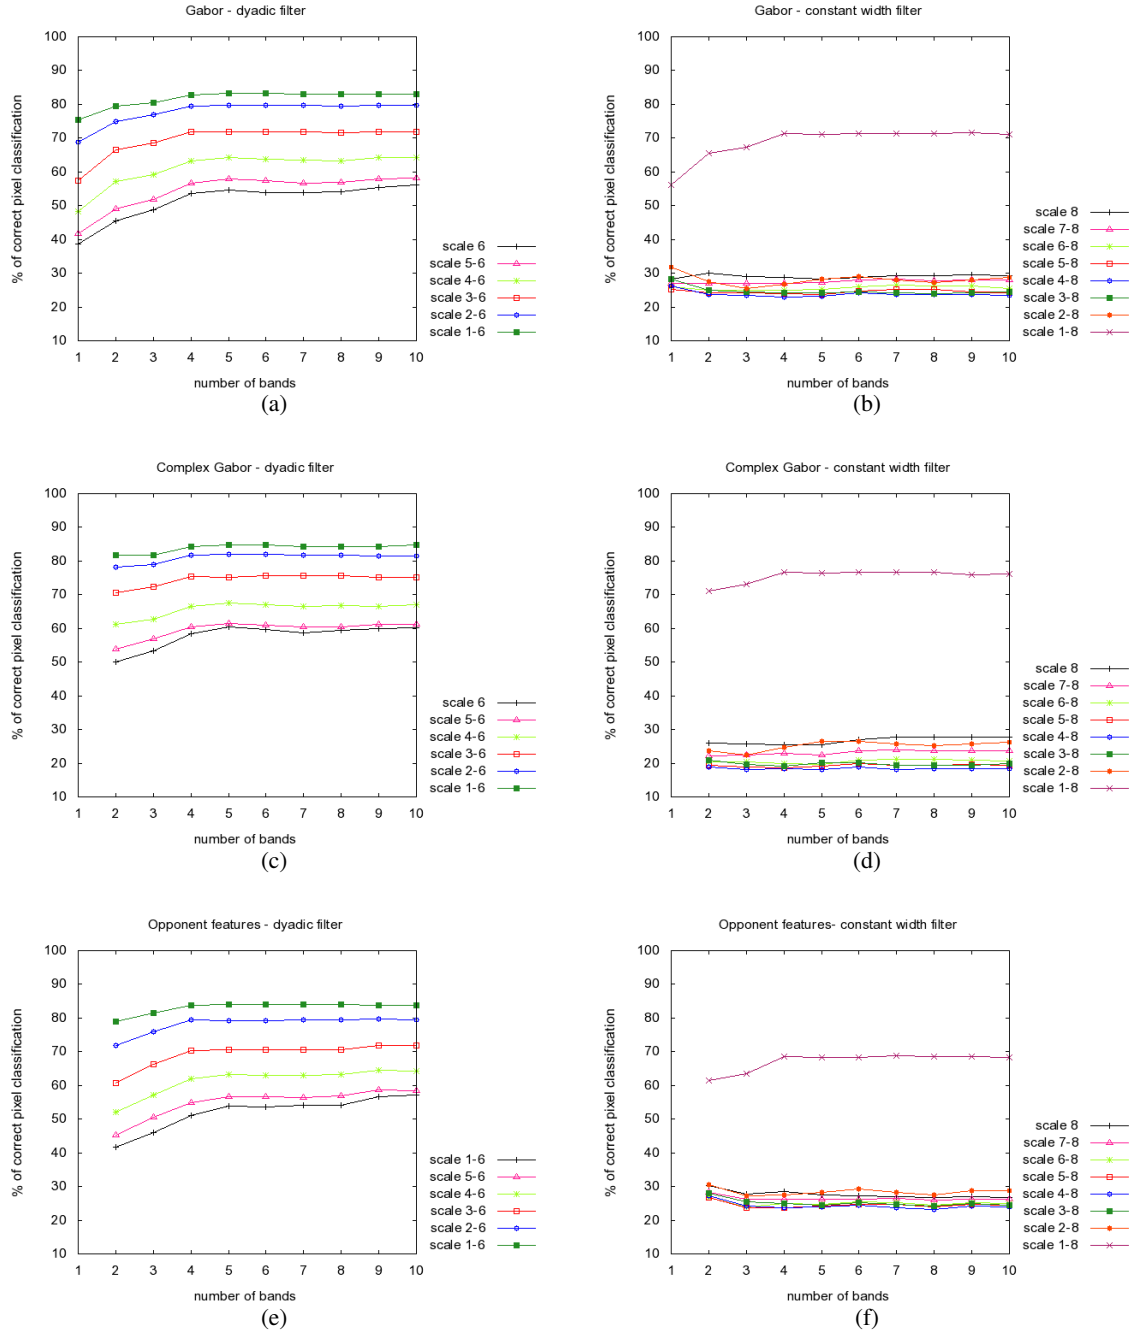 Gabor - dyadic filter
% of correct pixel classification
100
90
80
70
60
50
40
30
20
10
1 2 3 4 5 6 7 8 9 10
number of bands
scale 6
scale 5-6
scale 4-6
scale 3-6
scale 2-6
scale 1-6
(a)
Gabor - constant width filter
% of correct pixel classification
100
90
80
70
60
50
40
30
20
10
1 2 3 4 5 6 7 8 9 10
number of bands
scale 8
scale 7-8
scale 6-8
scale 5-8
scale 4-8
scale 3-8
scale 2-8
scale 1-8
(b)
Complex Gabor - dyadic filter
% of correct pixel classification
100
90
80
70
60
50
40
30
20
10
1 2 3 4 5 6 7 8 9 10
number of bands
scale 6
scale 5-6
scale 4-6
scale 3-6
scale 2-6
scale 1-6
(c)
Complex Gabor - constant width filter
% of correct pixel classification
100
90
80
70
60
50
40
30
20
10
1 2 3 4 5 6 7 8 9 10
number of bands
scale 8
scale 7-8
scale 6-8
scale 5-8
scale 4-8
scale 3-8
scale 2-8
scale 1-8
(d)
Opponent features - dyadic filter
% of correct pixel classification
100
90
80
70
60
50
40
30
20
10
1 2 3 4 5 6 7 8 9 10
number of bands
scale 1-6
scale 5-6
scale 4-6
scale 3-6
scale 2-6
scale 1-6
(e)
Opponent features- constant width filter
% of correct pixel classification
100
90
80
70
60
50
40
30
20
10
1 2 3 4 5 6 7 8 9 10
number of bands
scale 8
scale 7-8
scale 6-8
scale 5-8
scale 4-8
scale 3-8
scale 2-8
scale 1-8
(f)